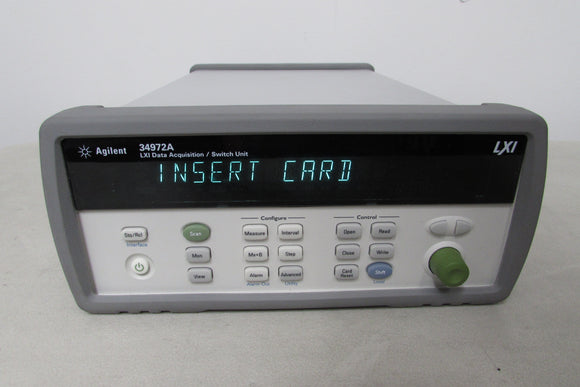 Agilent
34972A
LXI Data Acquisition / Switch Unit
LXI
INSERT CARD
Configure
Control
Sto/Rcl
Scan
Measure
Interval
Open
Read
Interface
Mon
Mx+B
Step
Close
Write
View
Alarm
Advanced
Card
Reset
Shift
Alarm Out
Utility
Local